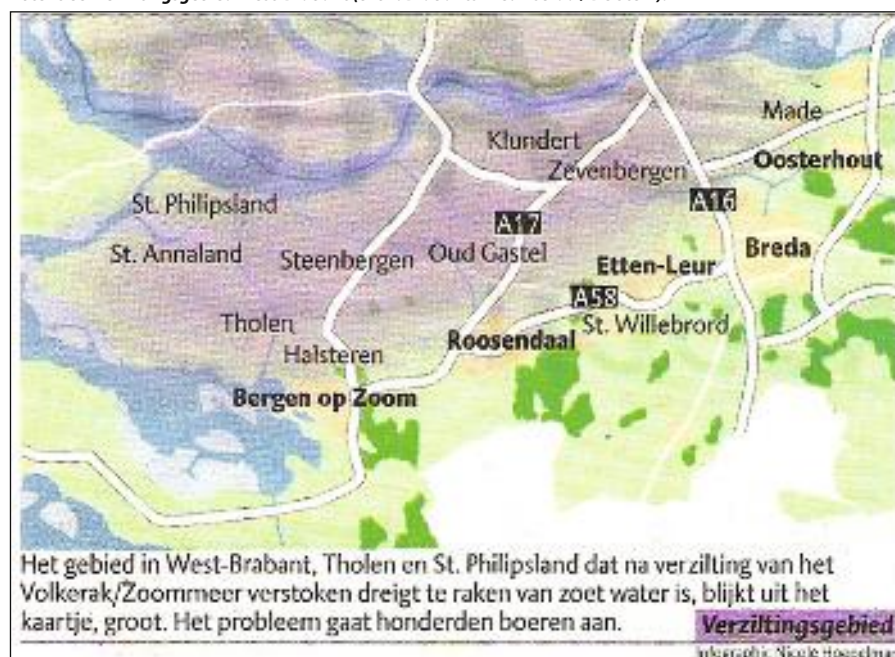 Made
Klundert
Oosterhout
Zevenbergen
A16
St. Philipsland
A17
Breda
St. Annaland
Steenbergen
Oud Gastel
Etten-Leur
A58
Tholen
St. Willebrord
Roosendaal
Halsteren
Bergen op Zoom
Het gebied in West-Brabant, Tholen en St. Philipsland dat na verzilting van het
Volkerak/Zoommeer verstoken dreigt te raken van zoet water is, blijkt uit het
kaartje, groot. Het probleem gaat honderden boeren aan.
Verziltingsgebied
Infographic Nicole